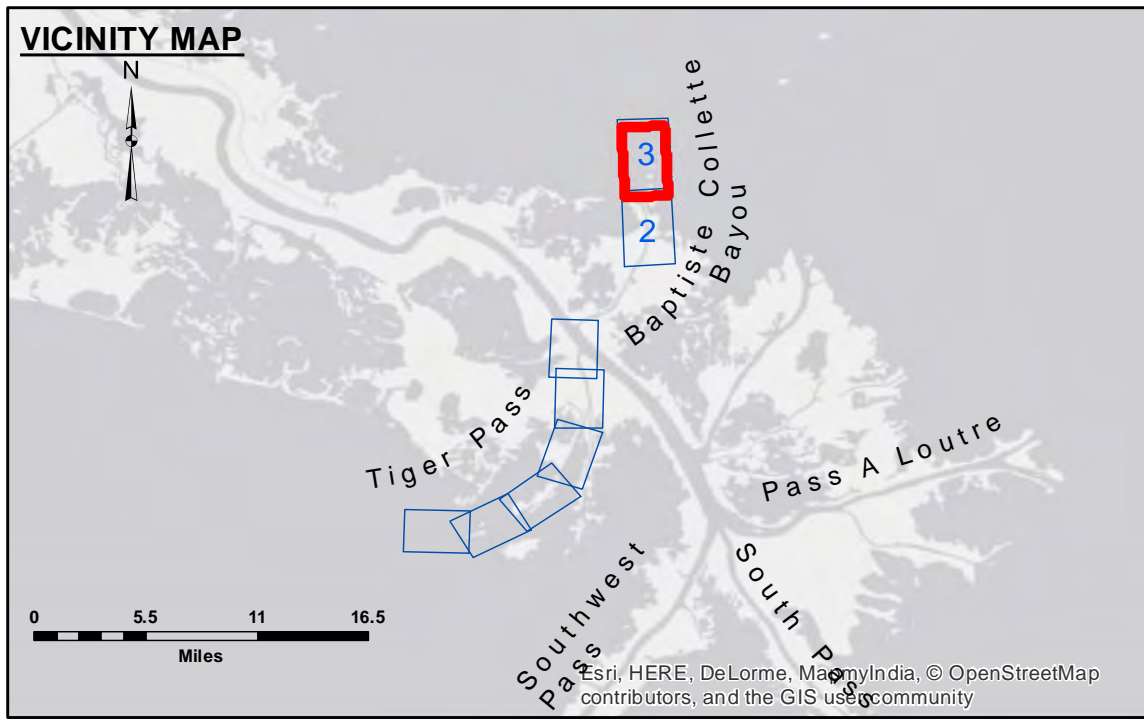 VICINITY MAP
N
3
2
Baptiste Collette
Bayou
Tiger Pass
Pass A Loutre
Southwest
Pass
South Pass
0 5.5 11 16.5
Miles
Esri, HERE, DeLorme, MapmyIndia, © OpenStreetMap
contributors, and the GIS user community